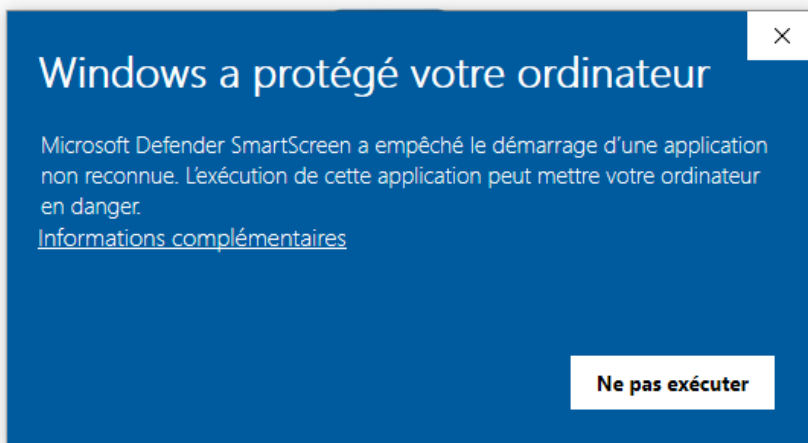 Windows a protégé votre ordinateur
Microsoft Defender SmartScreen a empêché le démarrage d’une application
non reconnue. L’exécution de cette application peut mettre votre ordinateur
en danger.
Informations complémentaires
Ne pas exécuter